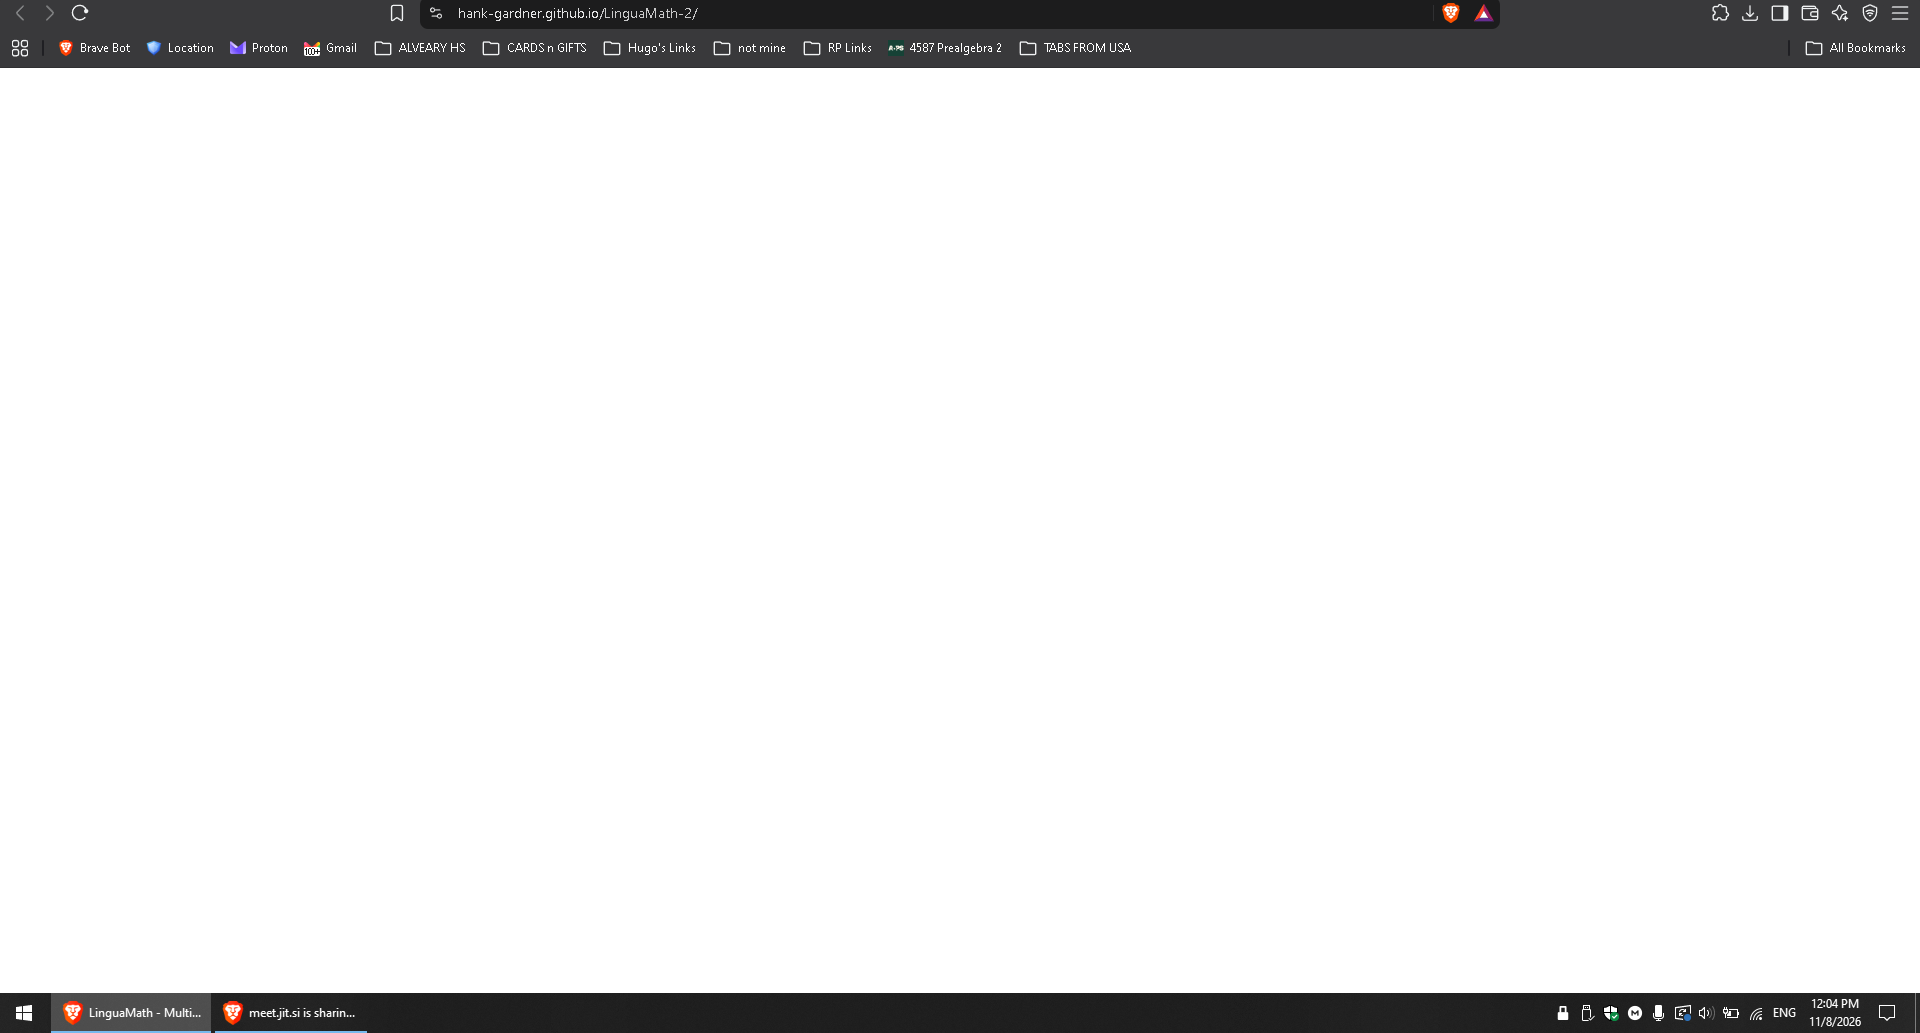 hank-gardner.github.io/LinguaMath-2/
Brave Bot
Location
Proton
100+
Gmail
ALVEARY HS
CARDS n GIFTS
Hugo's Links
not mine
RP Links
4587 Prealgebra 2
TABS FROM USA
All Bookmarks
LinguaMath - Multi...
meet.jit.si is sharin...
ENG
12:04 PM
11/8/2026